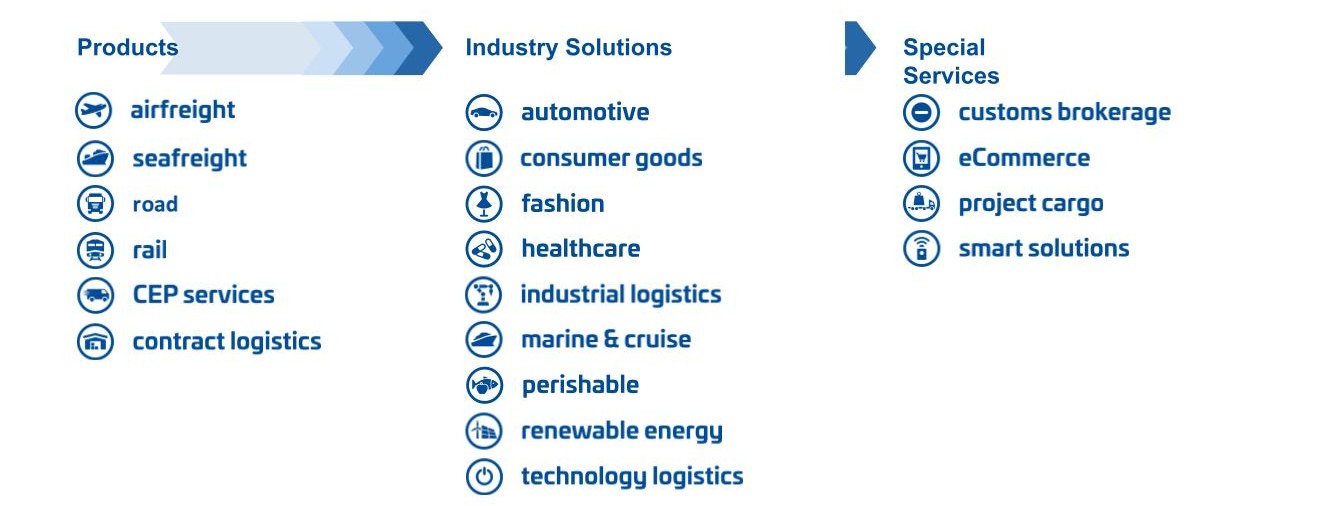 Products
airfreight
seafreight
road
rail
CEP services
contract logistics
Industry Solutions
automotive
consumer goods
fashion
healthcare
industrial logistics
marine & cruise
perishable
renewable energy
technology logistics
Special
Services
customs brokerage
eCommerce
project cargo
smart solutions